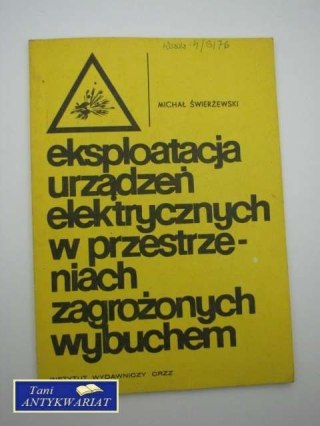 MICHAŁ ŚWIERŻEWSKI
eksploatacja
urządzeń
elektrycznych
w przestrze-
niach
zagrożonych
wybuchem
INSTYTUT WYDAWNICZY CRZZ
Tani
ANTYKWARIAT